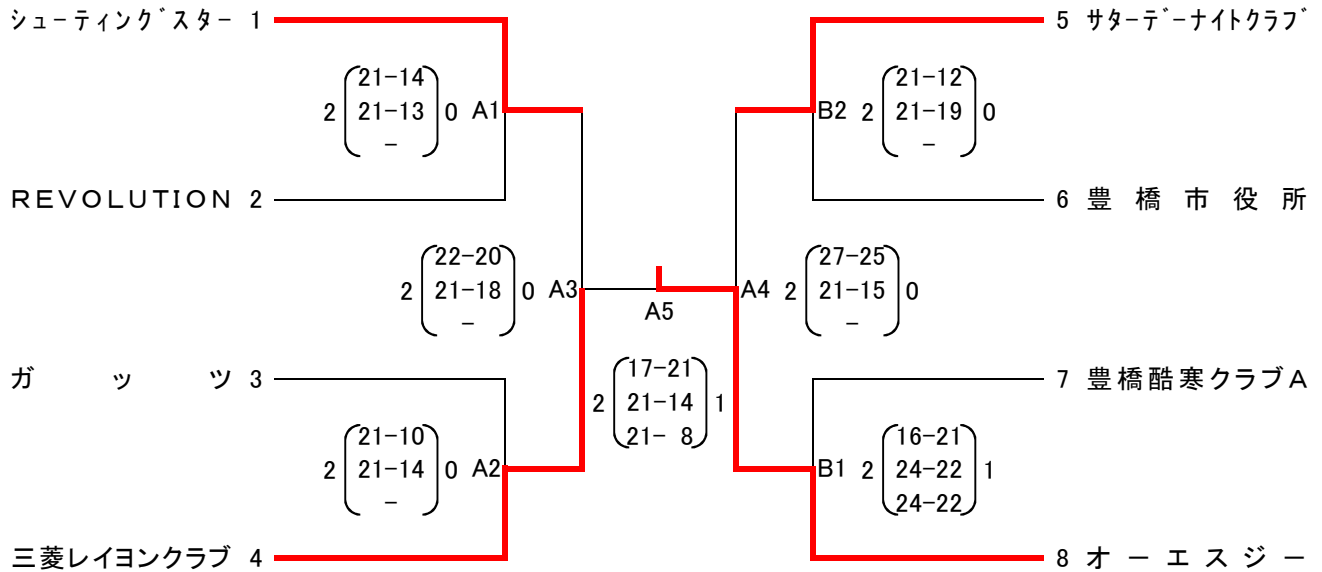 シューティングスター 1
5 サターデーナイトクラブ
21-14
2 21-13 0 A1
-
21-12
B2 2 21-19 0
-
REVOLUTION 2
6 豊橋市役所
22-20
2 21-18 0 A3
-
27-25
A4 2 21-15 0
-
A5
17-21
2 21-14 1
21- 8
ガッツ 3
7 豊橋酷寒クラブA
21-10
2 21-14 0 A2
-
16-21
B1 2 24-22 1
24-22
三菱レイヨンクラブ 4
8 オーエスジー